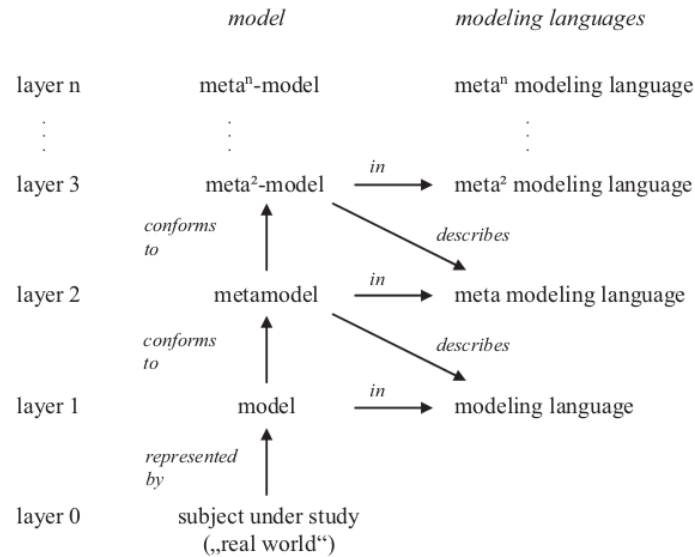 model modeling languages
layer n metaⁿ-model metaⁿ modeling language
layer 3 meta²-model in meta² modeling language
conforms to
describes
layer 2 metamodel in meta modeling language
conforms to
describes
layer 1 model in modeling language
represented by
layer 0 subject under study
(„real world“)